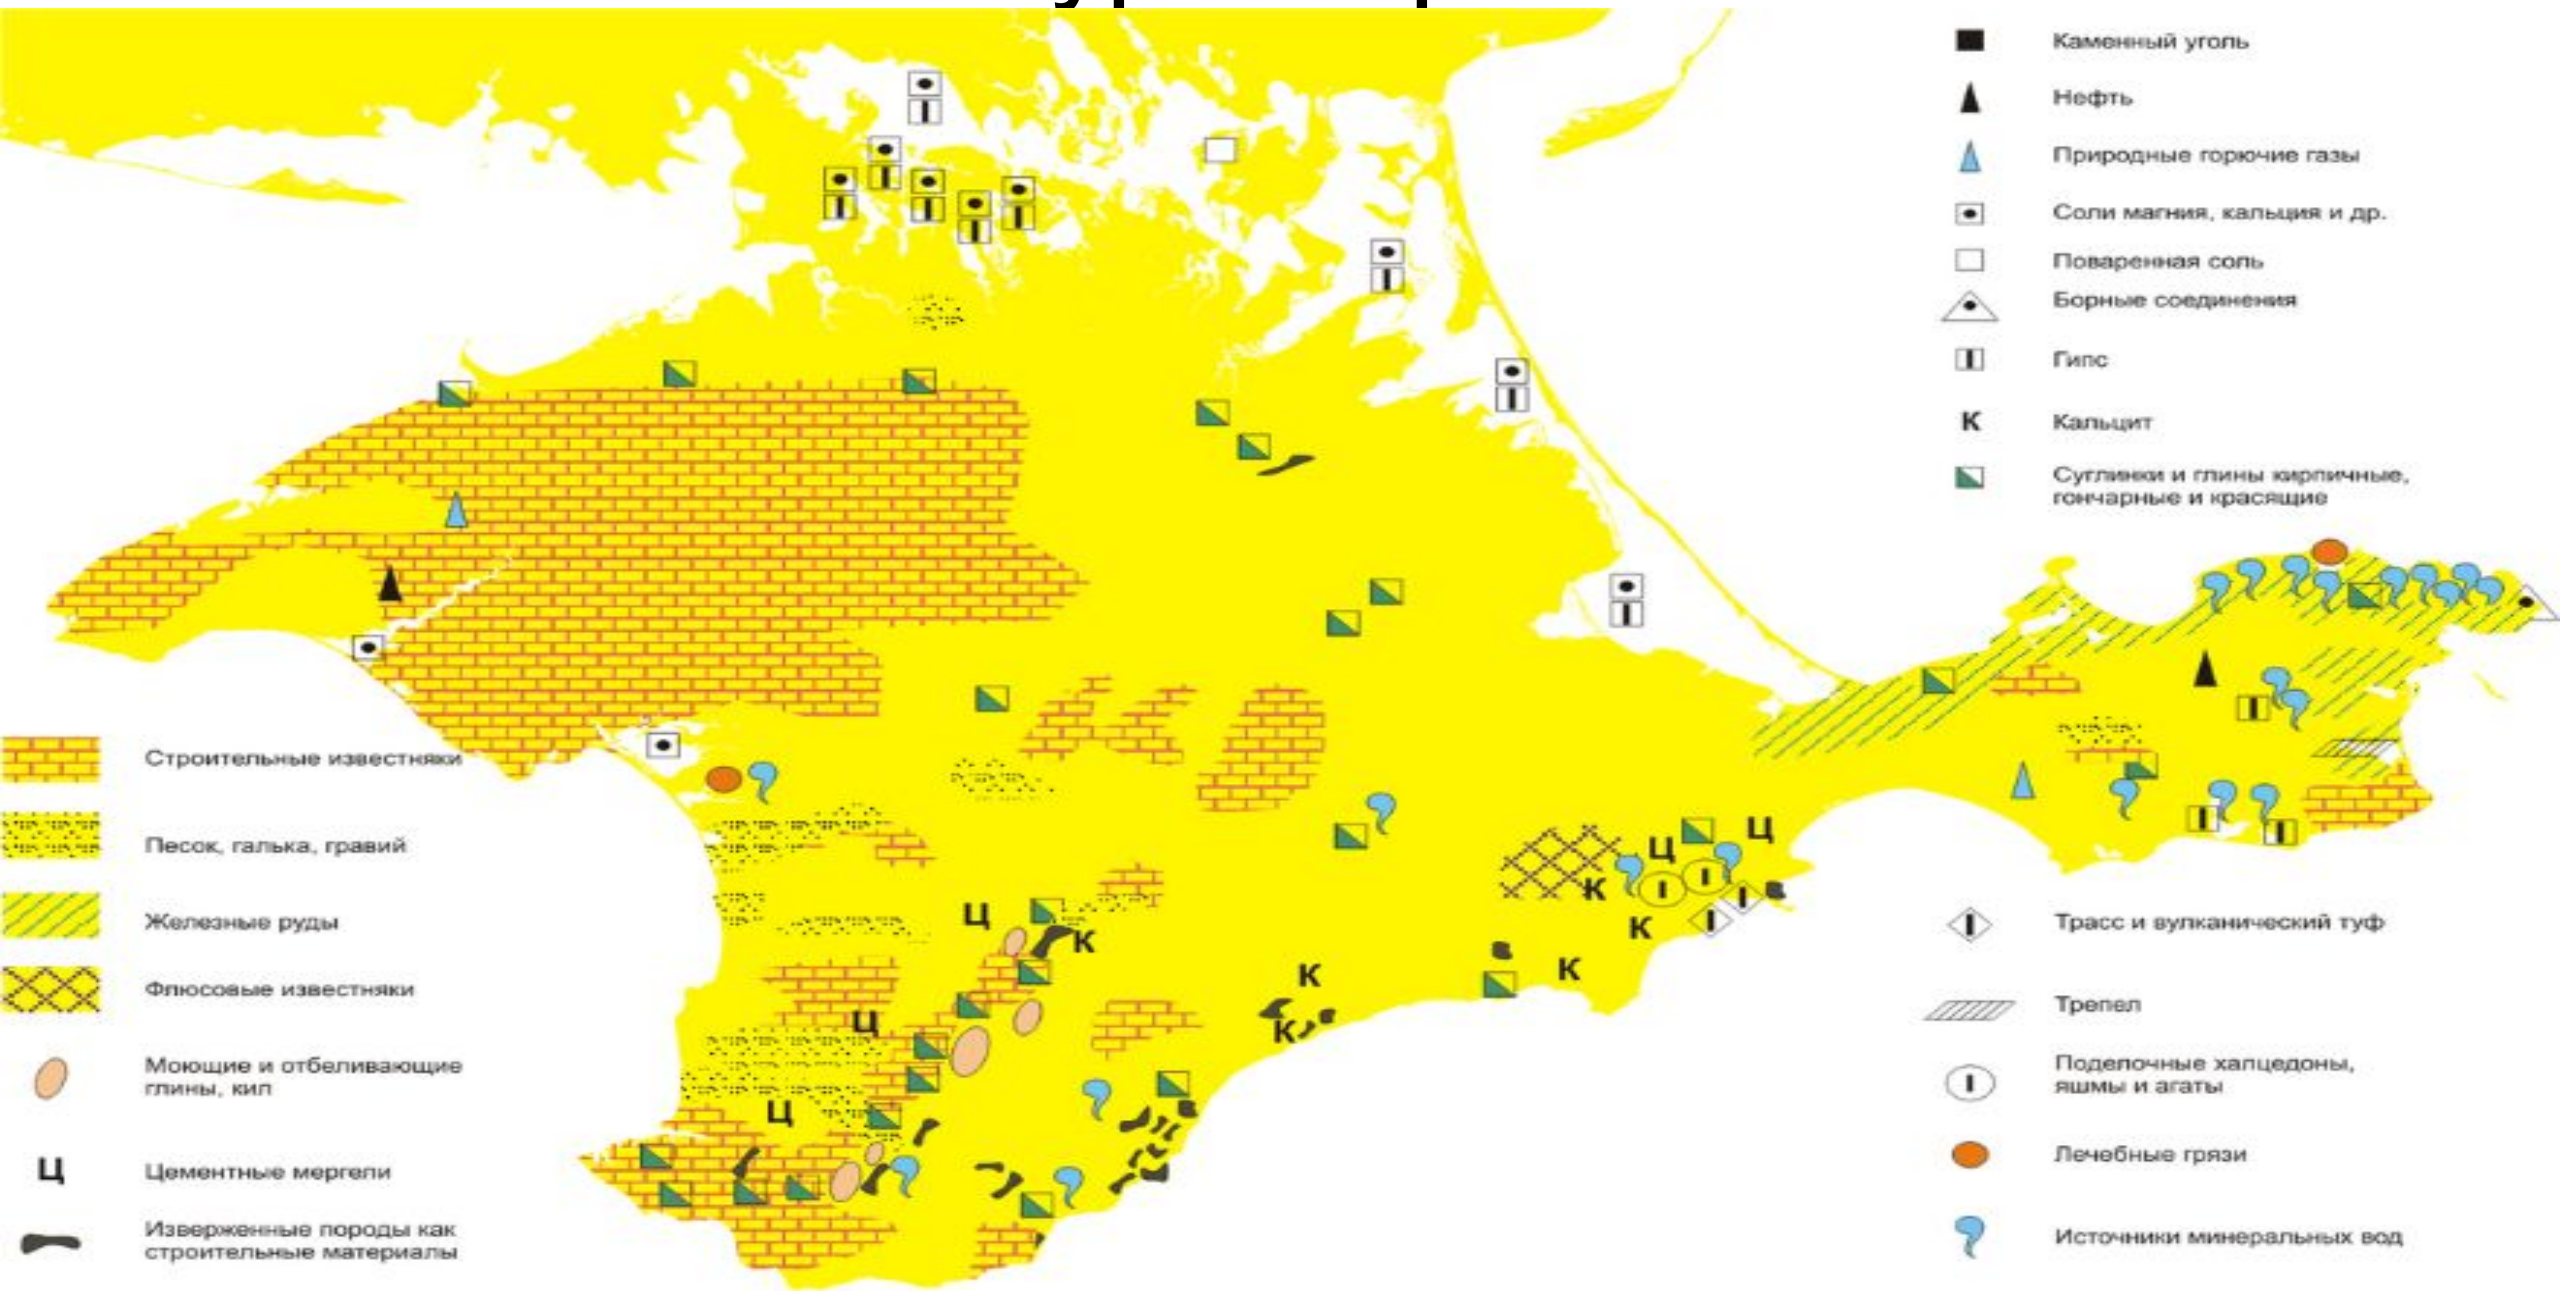 Каменный уголь
Нефть
Природные горючие газы
Соли магния, кальция и др.
Поваренная соль
Борные соединения
Гипс
К
Кальцит
Суглинки и глины кирпичные,
гончарные и красящие
Строительные известняки
Песок, галька, гравий
Железные руды
Флюсовые известняки
Моющие и отбеливающие
глины, кил
Ц
Цементные мергели
Изверженные породы как
строительные материалы
Ц
Ц
Ц
К
Ц
К
К
К
К
К
Ц
Ц
Трасс и вулканический туф
Трепел
Поделочные халцедоны,
яшмы и агаты
Лечебные грязи
Источники минеральных вод